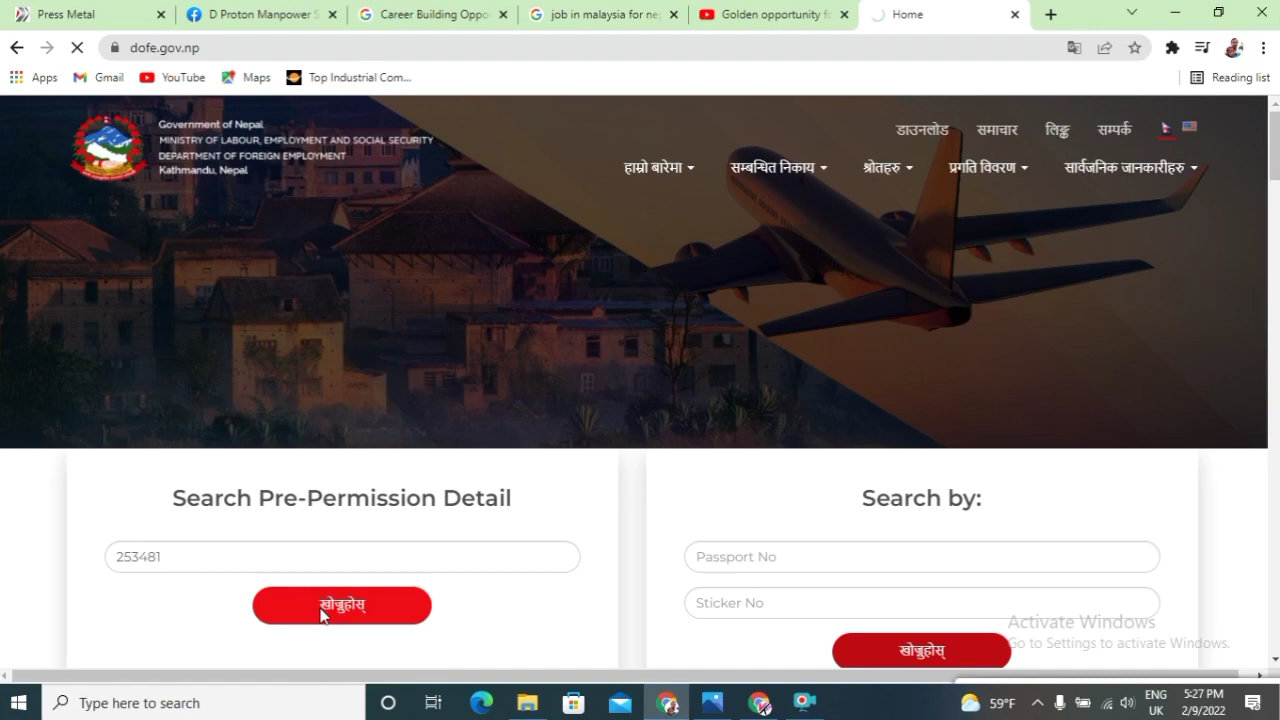 Press Metal
D Proton Manpower S
Career Building Oppo
job in malaysia for ne
Golden opportunity fo
Home
dofe.gov.np
Apps
Gmail
YouTube
Maps
Top Industrial Com...
Reading list
Government of Nepal
MINISTRY OF LABOUR, EMPLOYMENT AND SOCIAL SECURITY
DEPARTMENT OF FOREIGN EMPLOYMENT
Kathmandu, Nepal
डाउनलोड समाचार लिङ्क सम्पर्क
हाम्रो बारेमा सम्बन्धित निकाय श्रोतहरु प्रगति विवरण सार्वजनिक जानकारीहरु
Search Pre-Permission Detail
253481
खोज्नुहोस्
Search by:
Passport No
Sticker No
खोज्नुहोस्
Activate Windows
Go to Settings to activate Windows.
Type here to search
59°F
ENG
UK
5:27 PM
2/9/2022